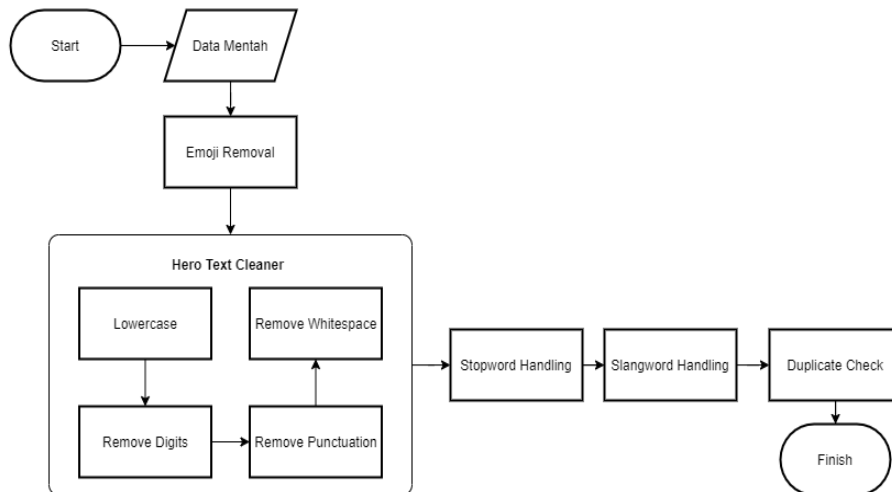 Start
Data Mentah
Emoji Removal
Hero Text Cleaner
Lowercase
Remove Digits
Remove Punctuation
Remove Whitespace
Stopword Handling
Slangword Handling
Duplicate Check
Finish